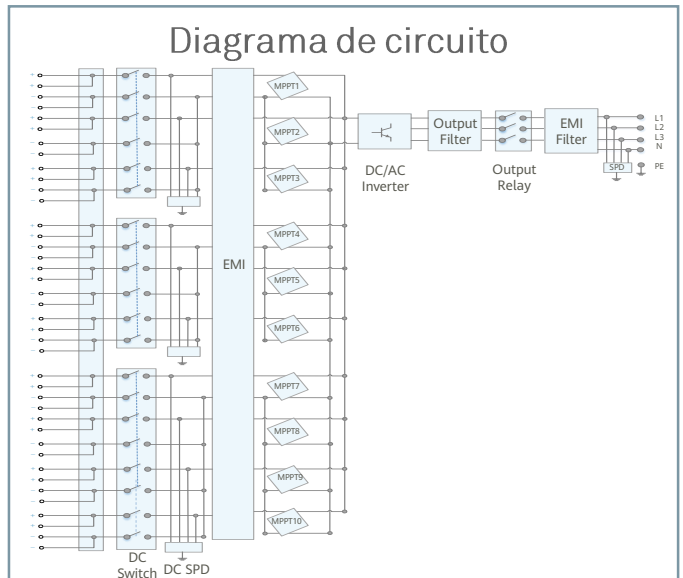 Diagrama de circuito
MPPT1
MPPT2
MPPT3
MPPT4
MPPT5
MPPT6
MPPT7
MPPT8
MPPT9
MPPT10
EMI
DC
Switch
DC SPD
DC/AC
Inverter
Output
Filter
Output
Relay
EMI
Filter
SPD
L1
L2
L3
N
PE